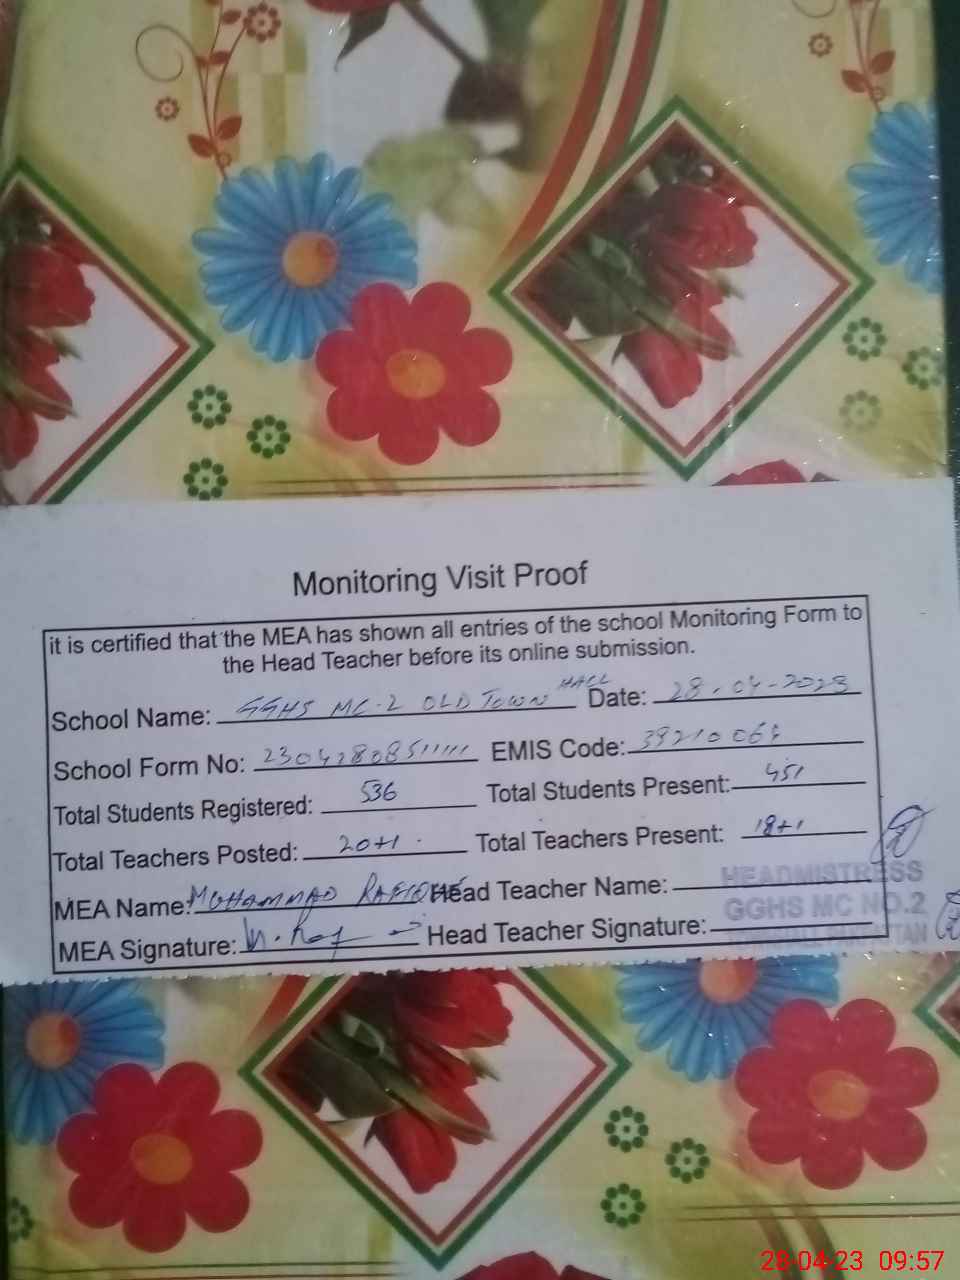 Monitoring Visit Proof
it is certified that the MEA has shown all entries of the school Monitoring Form to
the Head Teacher before its online submission.
School Name: GGHS MC-2 OLD TOWN HALL Date: 28-04-2023
School Form No: 23042808511111 EMIS Code: 39210064
Total Students Registered: 536 Total Students Present: 451
Total Teachers Posted: 20+1 Total Teachers Present: 18+1
MEA Name: MUHAMMAD RAFIQUE Head Teacher Name:
HEADMISTRESS
GGHS MC NO.2
MEA Signature: Head Teacher Signature:
TOWNHALL PAKPATTAN
28-04-23 09:57